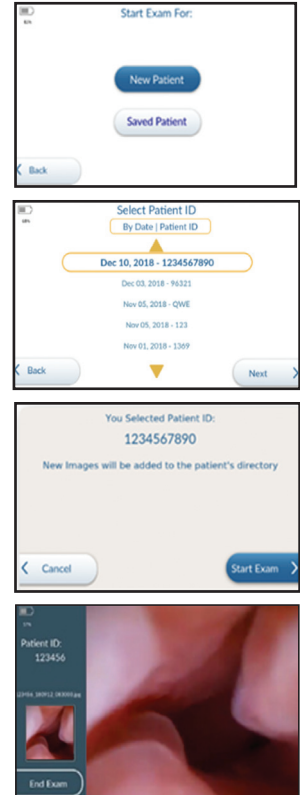 Start Exam For:
New Patient
Saved Patient
Back
Select Patient ID
By Date | Patient ID
Dec 10, 2018 - 1234567890
Dec 03, 2018 - 96321
Nov 05, 2018 - QWE
Nov 05, 2018 - 123
Nov 01, 2018 - 1369
Back
Next
You Selected Patient ID:
1234567890
New Images will be added to the patient's directory
Cancel
Start Exam
Patient ID:
123456
End Exam